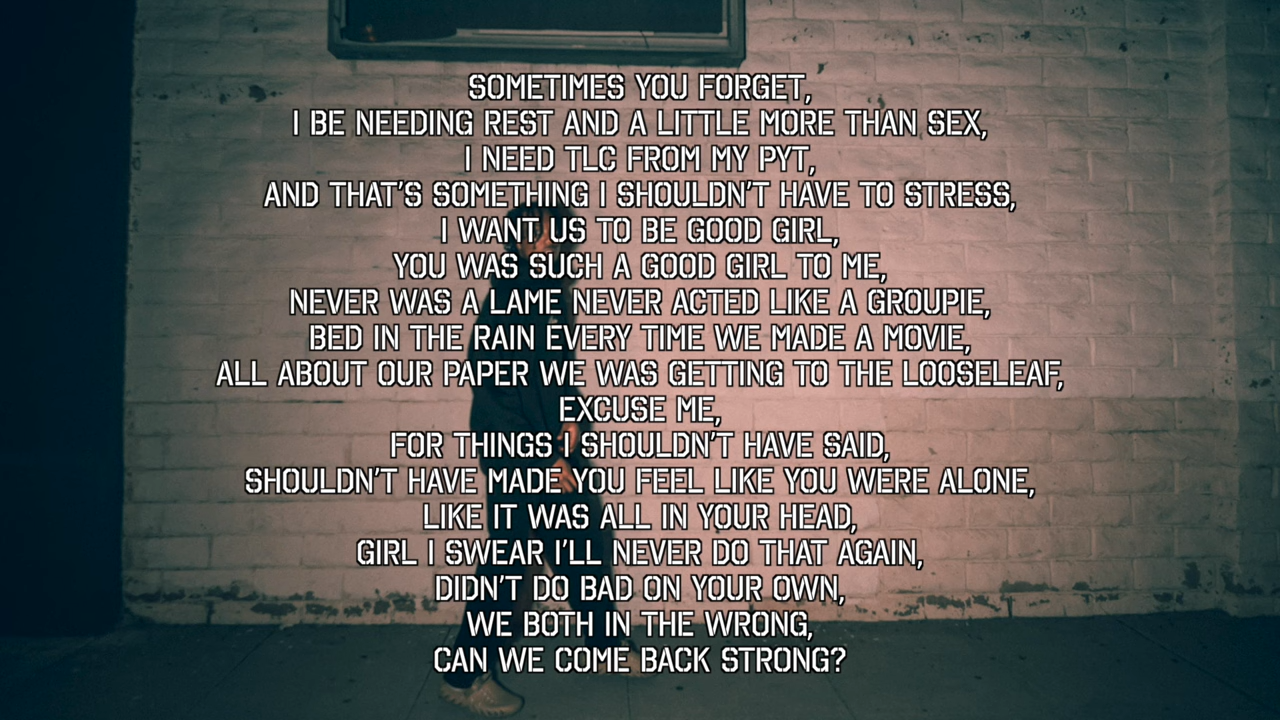 SOMETIMES YOU FORGET,
I BE NEEDING REST AND A LITTLE MORE THAN SEX,
I NEED TLC FROM MY PYT,
AND THAT'S SOMETHING I SHOULDN'T HAVE TO STRESS,
I WANT US TO BE GOOD GIRL,
YOU WAS SUCH A GOOD GIRL TO ME,
NEVER WAS A LAME NEVER ACTED LIKE A GROUPIE,
BED IN THE RAIN EVERY TIME WE MADE A MOVIE,
ALL ABOUT OUR PAPER WE WAS GETTING TO THE LOOSELEAF,
EXCUSE ME,
FOR THINGS I SHOULDN'T HAVE SAID,
SHOULDN'T HAVE MADE YOU FEEL LIKE YOU WERE ALONE,
LIKE IT WAS ALL IN YOUR HEAD,
GIRL I SWEAR I'LL NEVER DO THAT AGAIN,
DIDN'T DO BAD ON YOUR OWN,
WE BOTH IN THE WRONG,
CAN WE COME BACK STRONG?